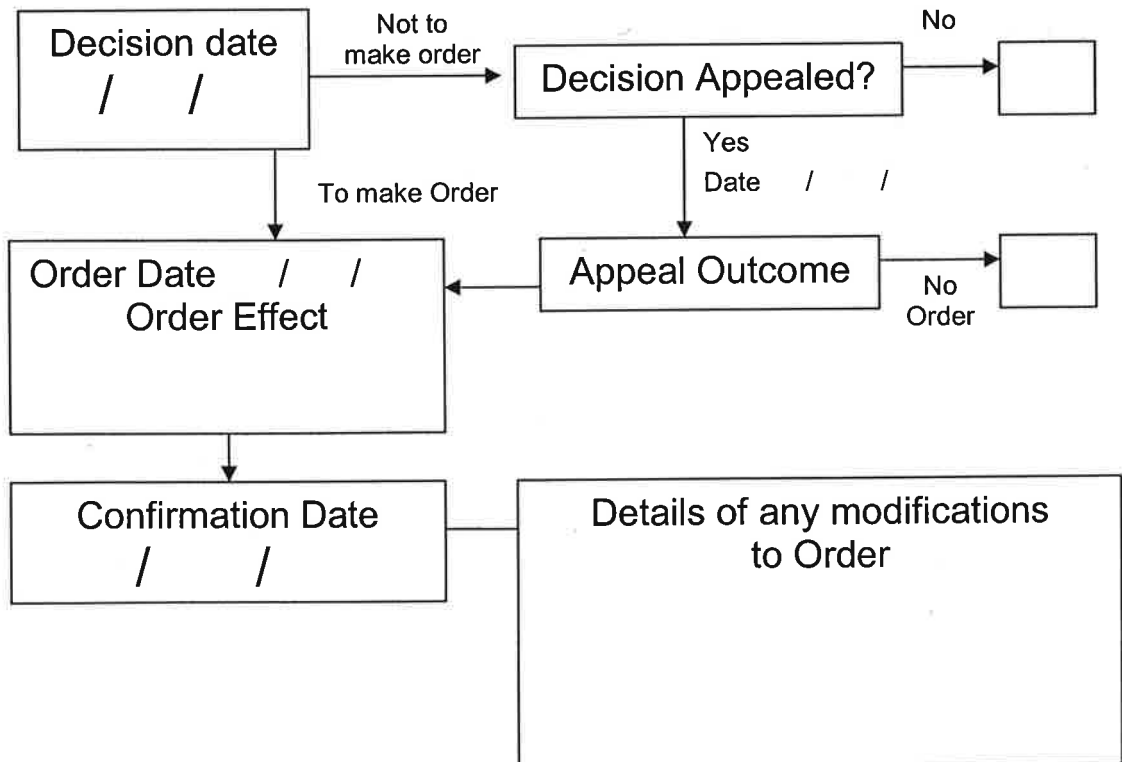 Decision date
/ /
Not to
make order
Decision Appealed?
No
Yes
Date / /
To make Order
Order Date / /
Order Effect
Appeal Outcome
No
Order
Confirmation Date
/ /
Details of any modifications
to Order